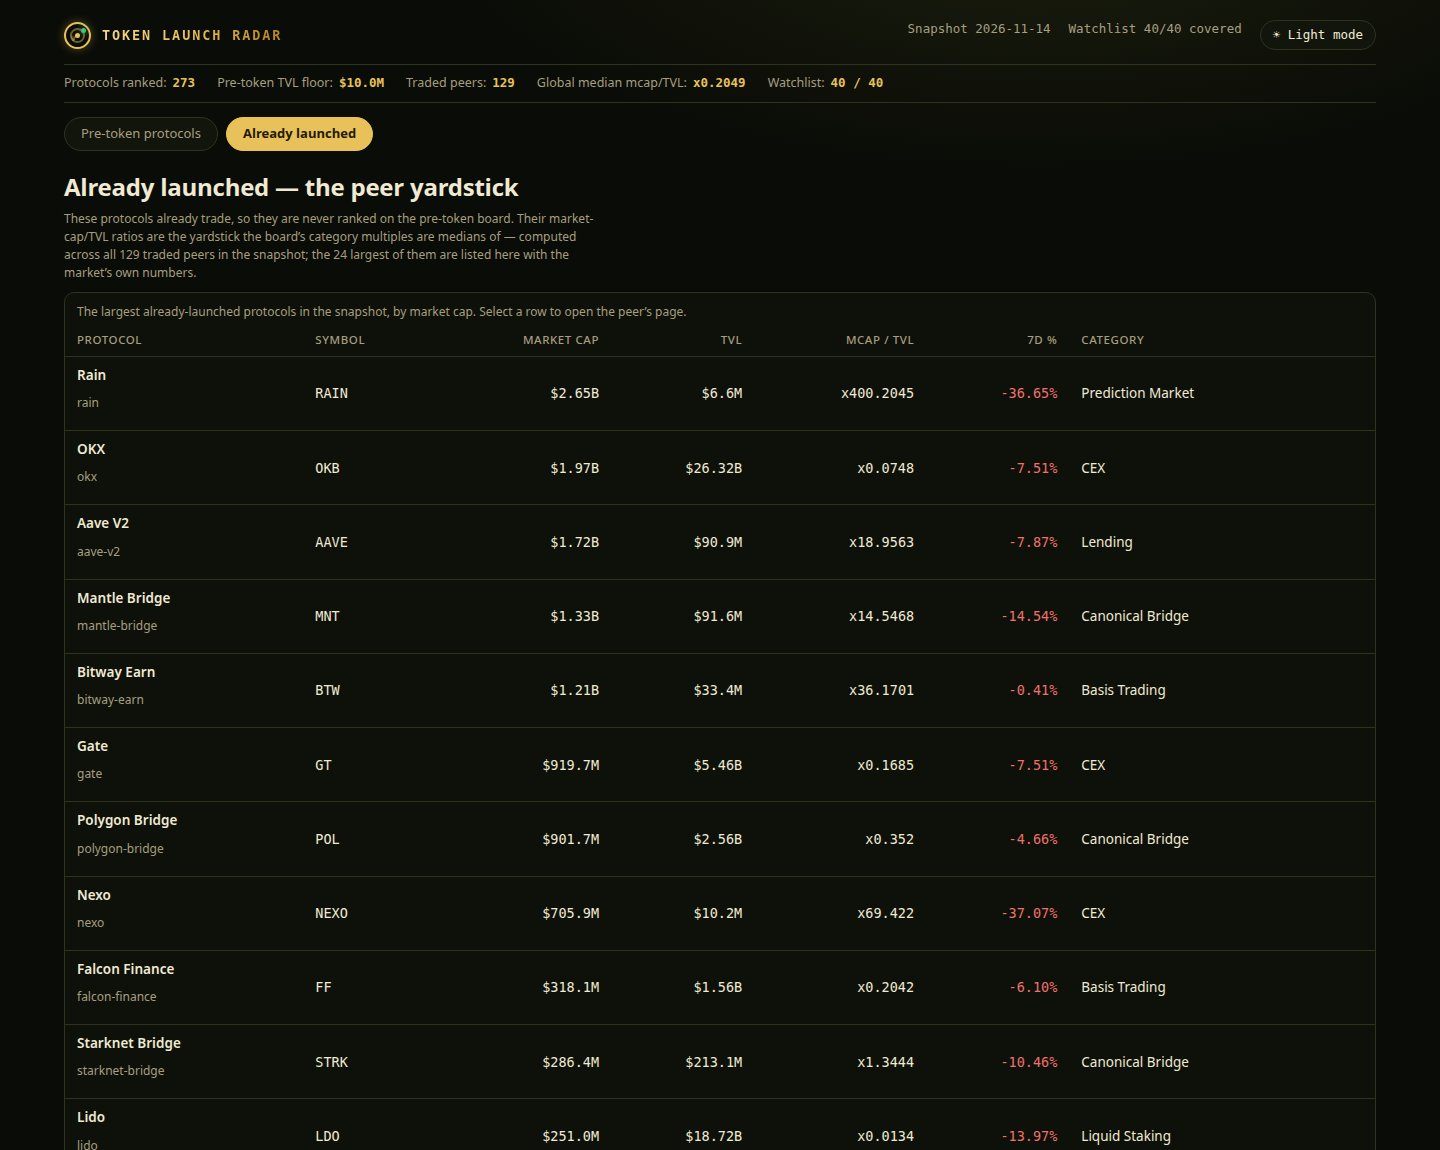 TOKEN LAUNCH RADAR
Snapshot 2026-11-14 Watchlist 40/40 covered ☀ Light mode
Protocols ranked: 273 Pre-token TVL floor: $10.0M Traded peers: 129 Global median mcap/TVL: x0.2049 Watchlist: 40 / 40
Pre-token protocols Already launched
Already launched — the peer yardstick
These protocols already trade, so they are never ranked on the pre-token board. Their market-
cap/TVL ratios are the yardstick the board’s category multiples are medians of — computed
across all 129 traded peers in the snapshot; the 24 largest of them are listed here with the
market’s own numbers.
The largest already-launched protocols in the snapshot, by market cap. Select a row to open the peer’s page.
PROTOCOL SYMBOL MARKET CAP TVL MCAP / TVL 7D % CATEGORY
Rain
rain
RAIN $2.65B $6.6M x400.2045 -36.65% Prediction Market
OKX
okx
OKB $1.97B $26.32B x0.0748 -7.51% CEX
Aave V2
aave-v2
AAVE $1.72B $90.9M x18.9563 -7.87% Lending
Mantle Bridge
mantle-bridge
MNT $1.33B $91.6M x14.5468 -14.54% Canonical Bridge
Bitway Earn
bitway-earn
BTW $1.21B $33.4M x36.1701 -0.41% Basis Trading
Gate
gate
GT $919.7M $5.46B x0.1685 -7.51% CEX
Polygon Bridge
polygon-bridge
POL $901.7M $2.56B x0.352 -4.66% Canonical Bridge
Nexo
nexo
NEXO $705.9M $10.2M x69.422 -37.07% CEX
Falcon Finance
falcon-finance
FF $318.1M $1.56B x0.2042 -6.10% Basis Trading
Starknet Bridge
starknet-bridge
STRK $286.4M $213.1M x1.3444 -10.46% Canonical Bridge
Lido
lido
LDO $251.0M $18.72B x0.0134 -13.97% Liquid Staking